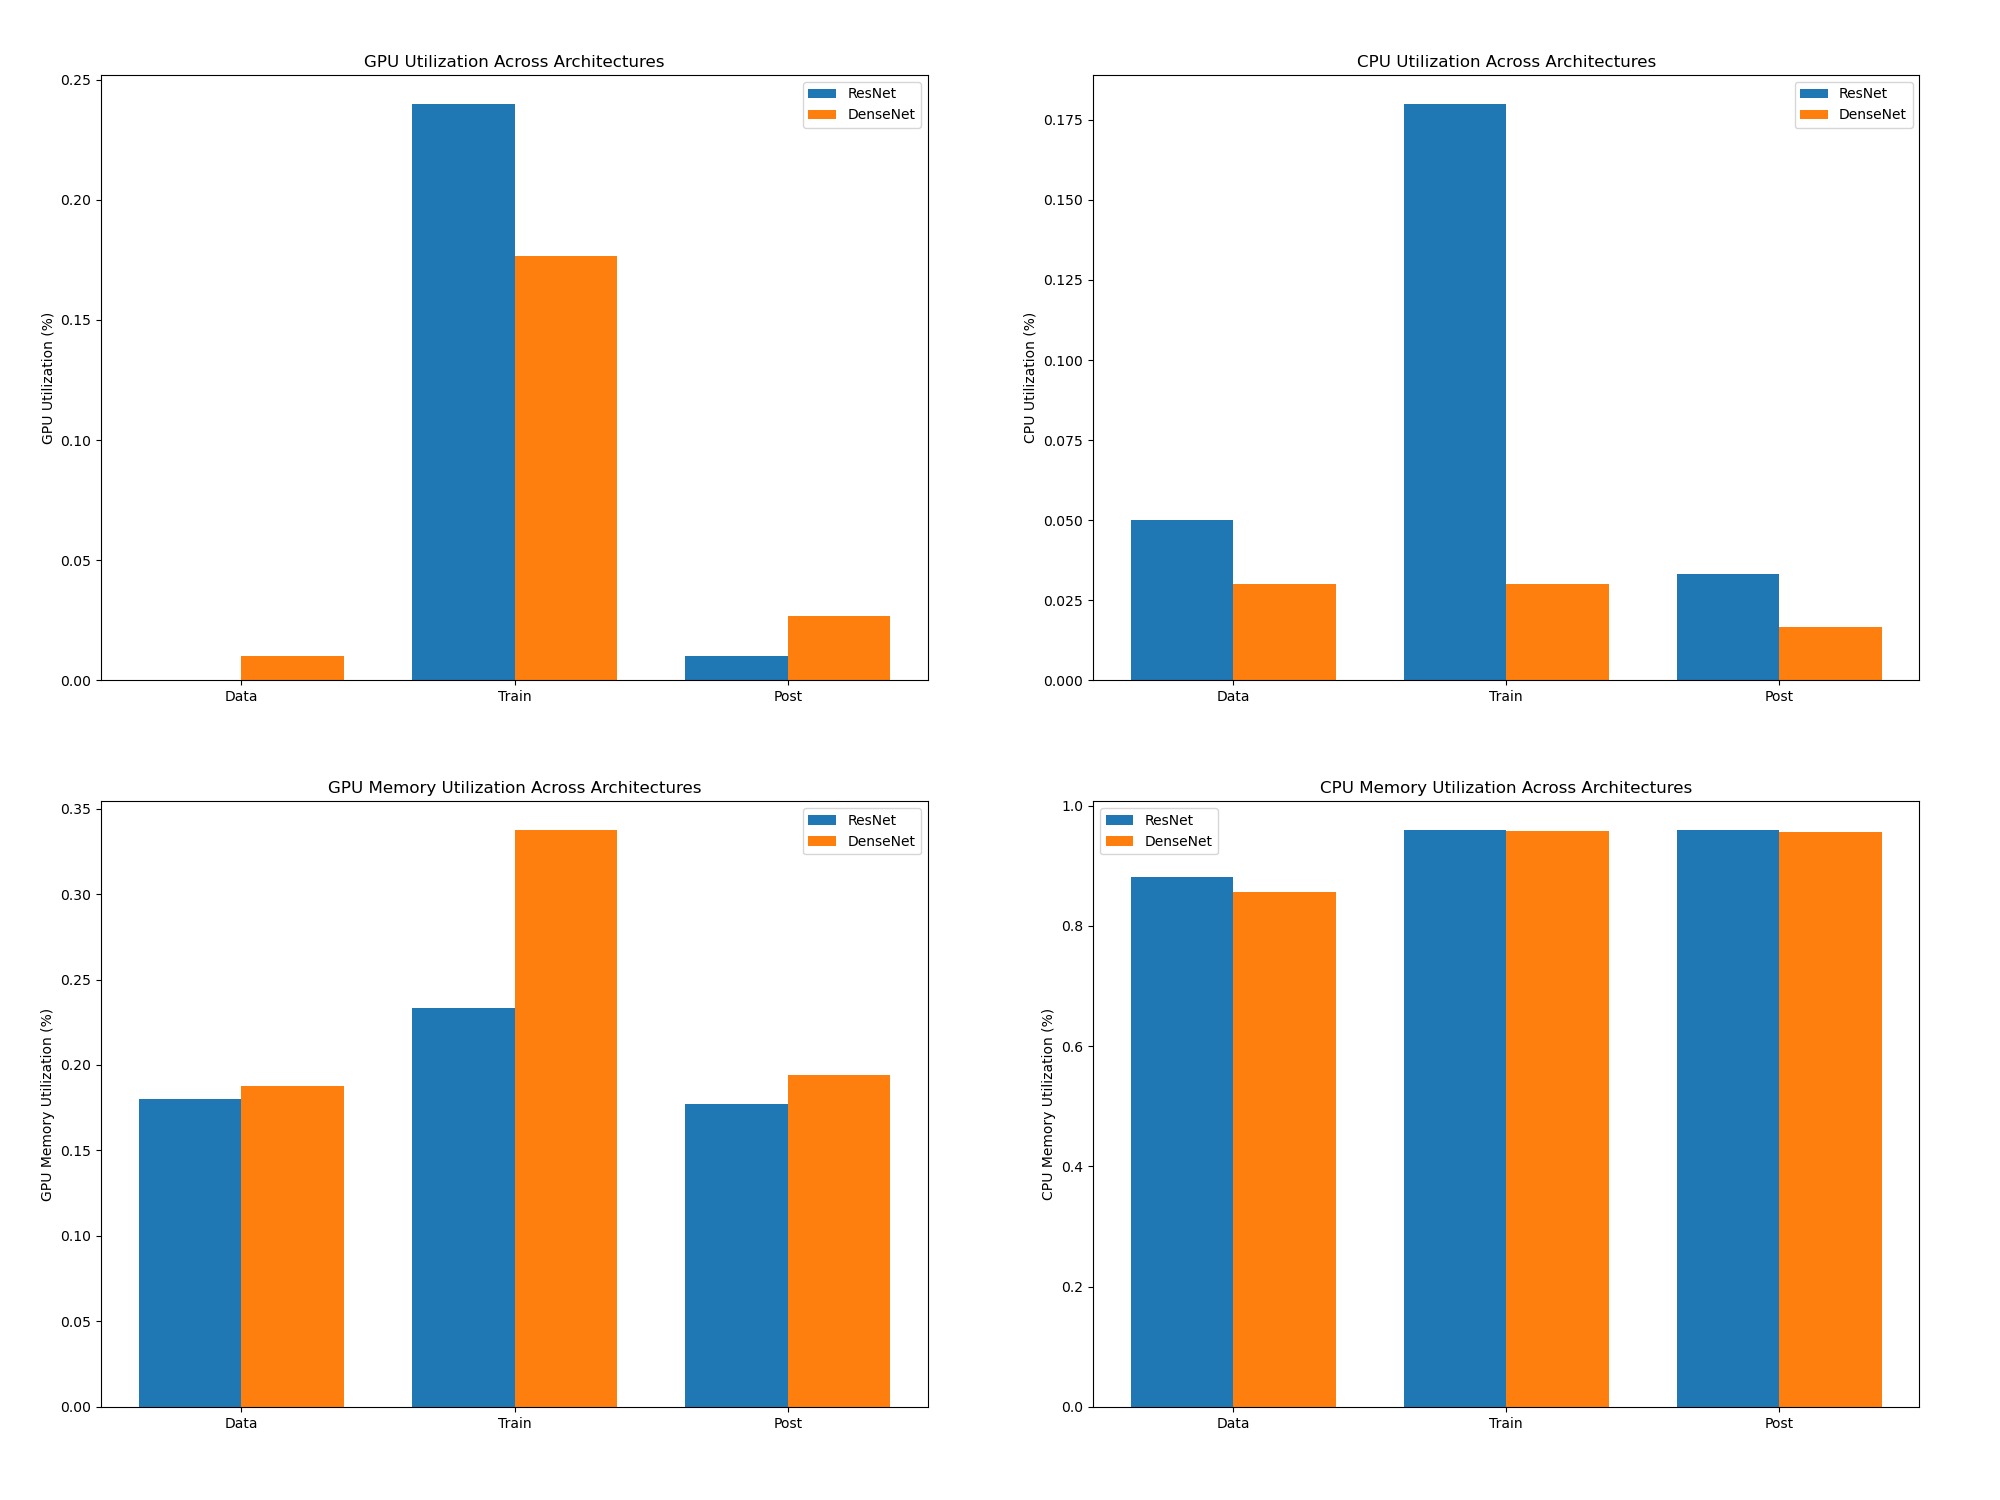 GPU Utilization Across Architectures
ResNet
DenseNet
GPU Utilization (%)
0.25
0.20
0.15
0.10
0.05
0.00
Data Train Post
CPU Utilization Across Architectures
ResNet
DenseNet
CPU Utilization (%)
0.175
0.150
0.125
0.100
0.075
0.050
0.025
0.000
Data Train Post
GPU Memory Utilization Across Architectures
ResNet
DenseNet
GPU Memory Utilization (%)
0.35
0.30
0.25
0.20
0.15
0.10
0.05
0.00
Data Train Post
CPU Memory Utilization Across Architectures
ResNet
DenseNet
CPU Memory Utilization (%)
1.0
0.8
0.6
0.4
0.2
0.0
Data Train Post